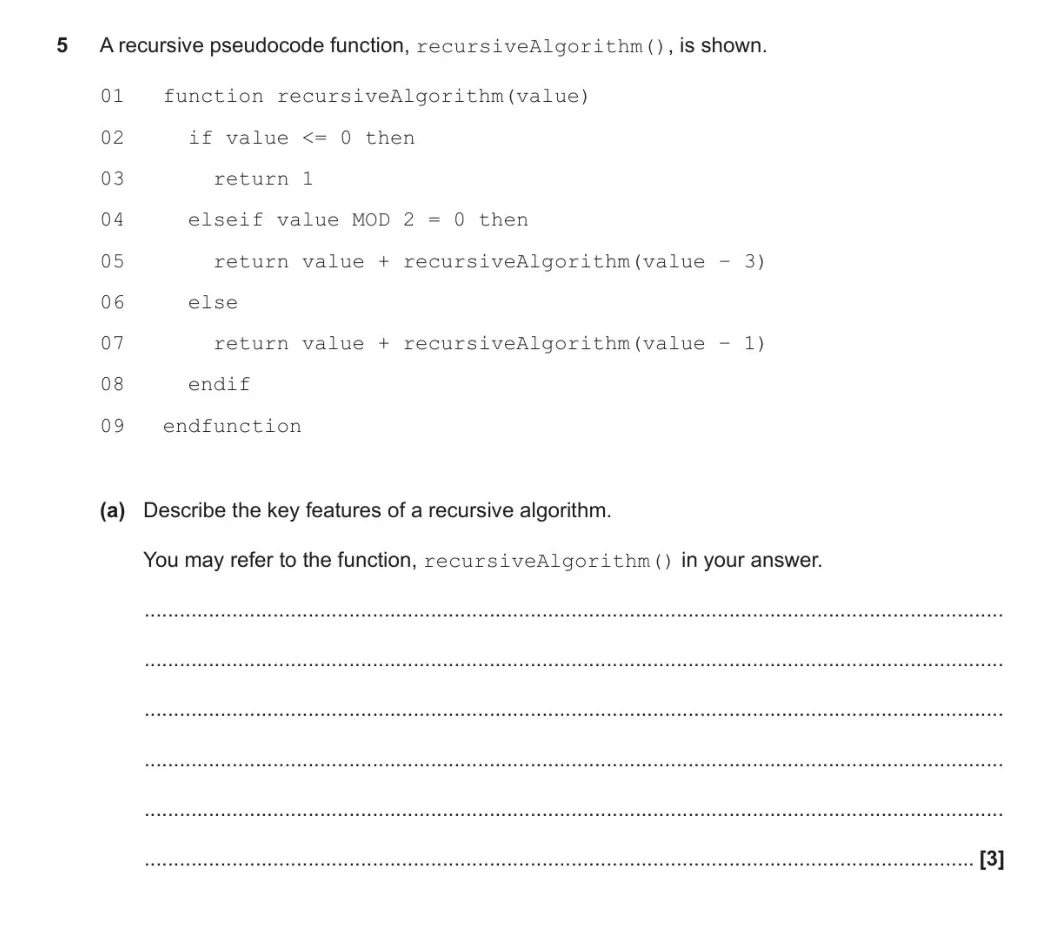 5 A recursive pseudocode function, recursiveAlgorithm(), is shown.
01 function recursiveAlgorithm(value)
02 if value <= 0 then
03 return 1
04 elseif value MOD 2 = 0 then
05 return value + recursiveAlgorithm(value – 3)
06 else
07 return value + recursiveAlgorithm(value – 1)
08 endif
09 endfunction
(a) Describe the key features of a recursive algorithm.
You may refer to the function, recursiveAlgorithm() in your answer.
[3]